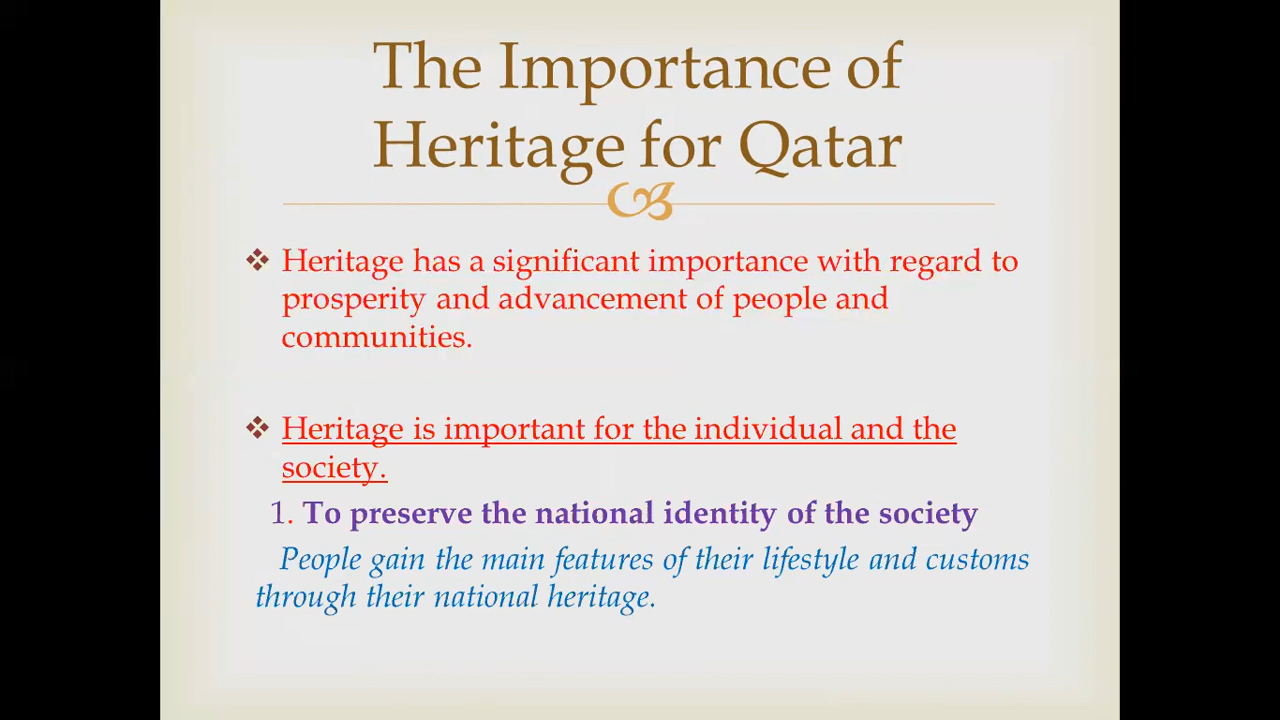 The Importance of
Heritage for Qatar
❖ Heritage has a significant importance with regard to
prosperity and advancement of people and
communities.
❖ Heritage is important for the individual and the
society.
1. To preserve the national identity of the society
People gain the main features of their lifestyle and customs
through their national heritage.